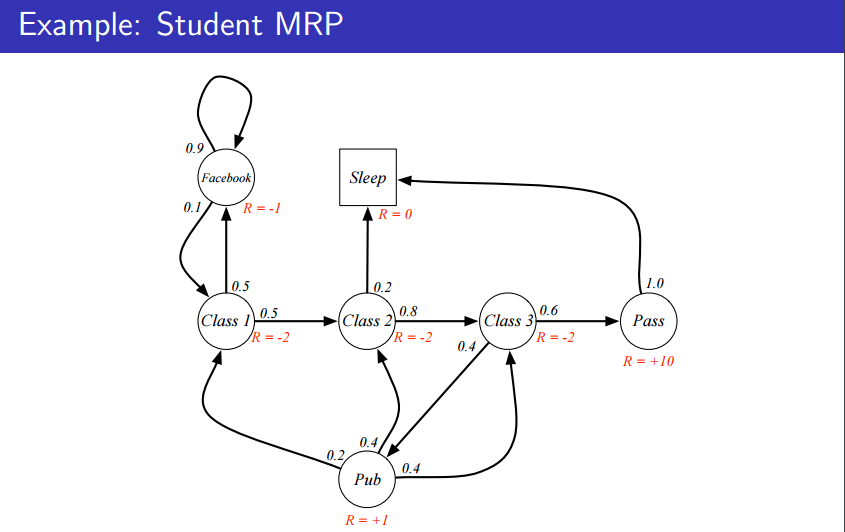 Example: Student MRP
0.9
Facebook
Sleep
0.1
R = -1
R = 0
0.5
0.2
1.0
Class 1
0.5
Class 2
0.8
Class 3
0.6
Pass
R = -2
R = -2
R = -2
0.4
R = +10
0.4
0.2
0.4
Pub
R = +1